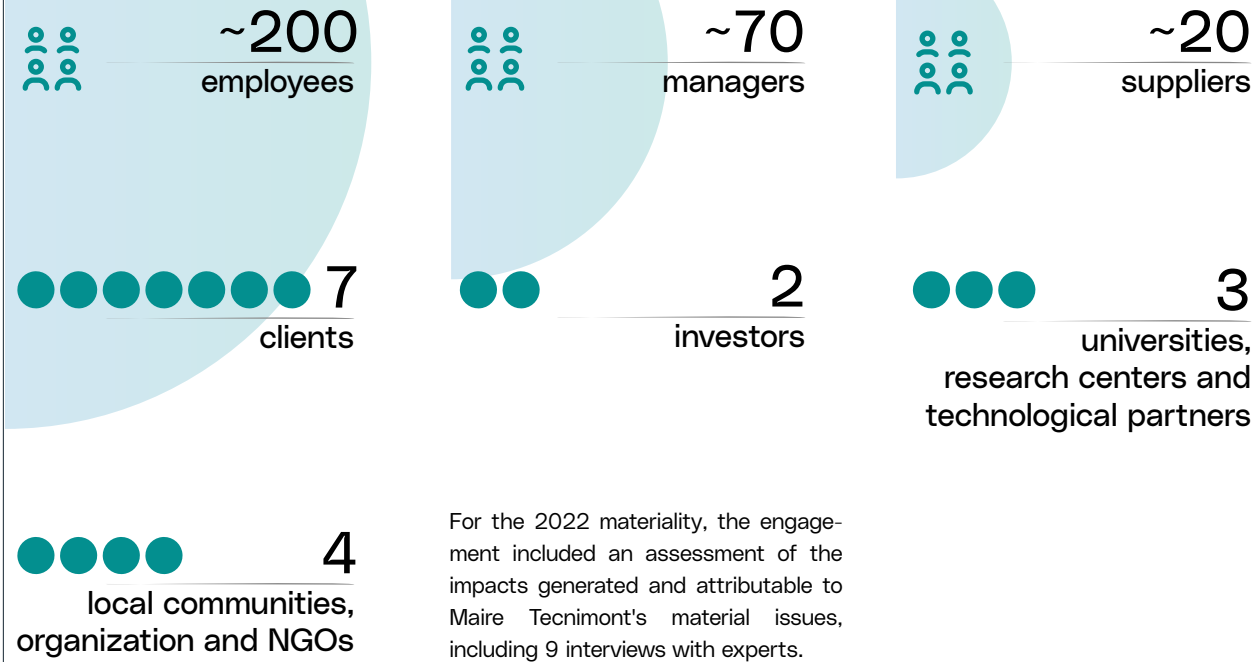 ~200
employees
~70
managers
~20
suppliers
7
clients
2
investors
3
universities,
research centers and
technological partners
4
local communities,
organization and NGOs
For the 2022 materiality, the engage-
ment included an assessment of the
impacts generated and attributable to
Maire Tecnimont's material issues,
including 9 interviews with experts.